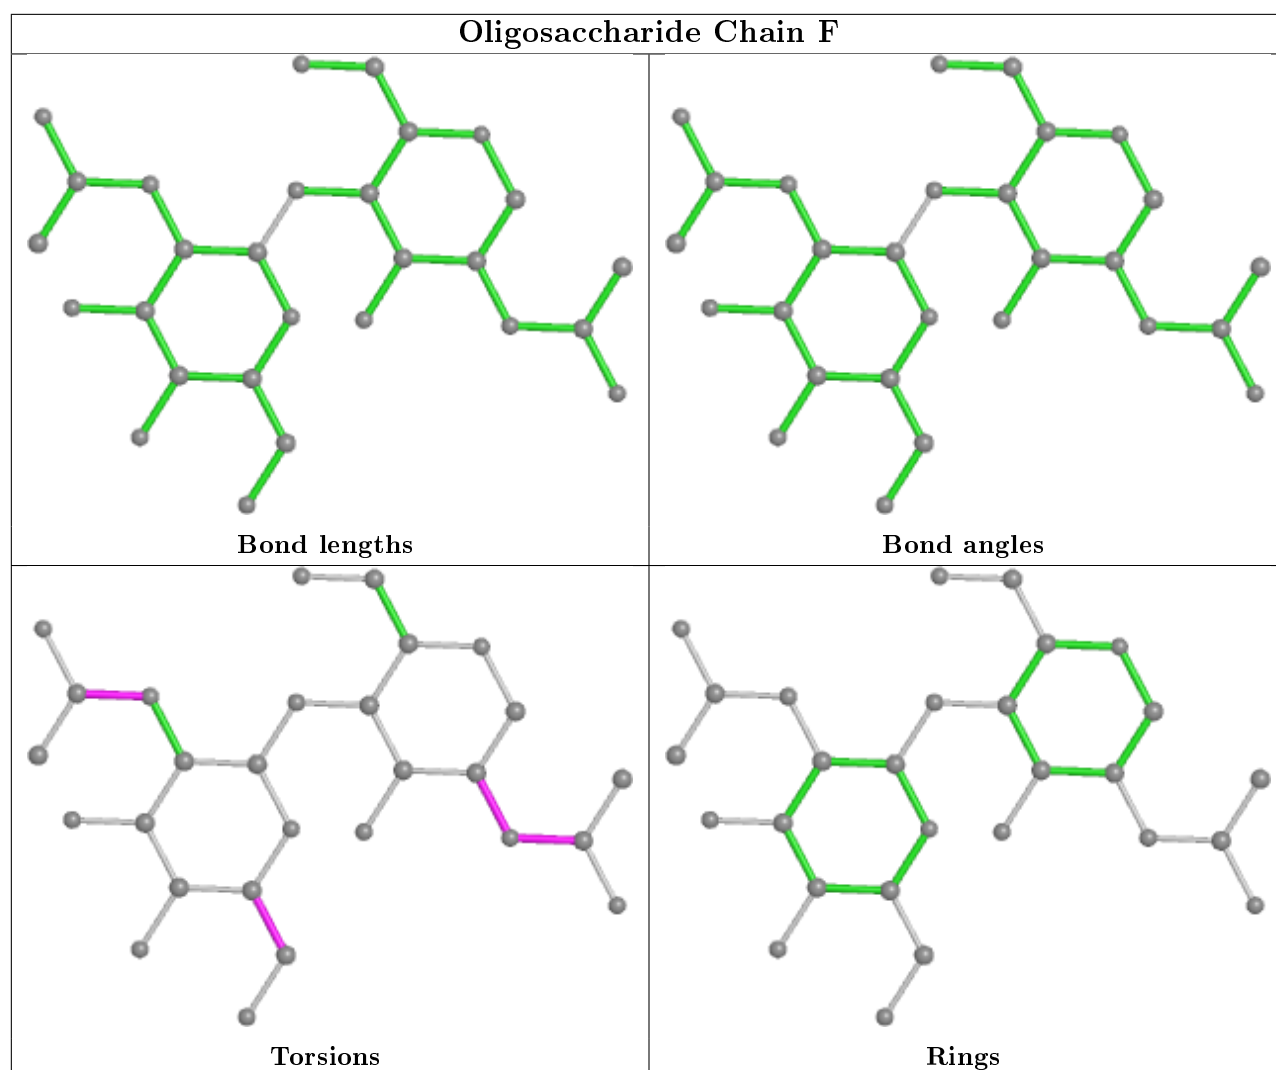 Oligosaccharide Chain F
Bond lengths
Bond angles
Torsions
Rings